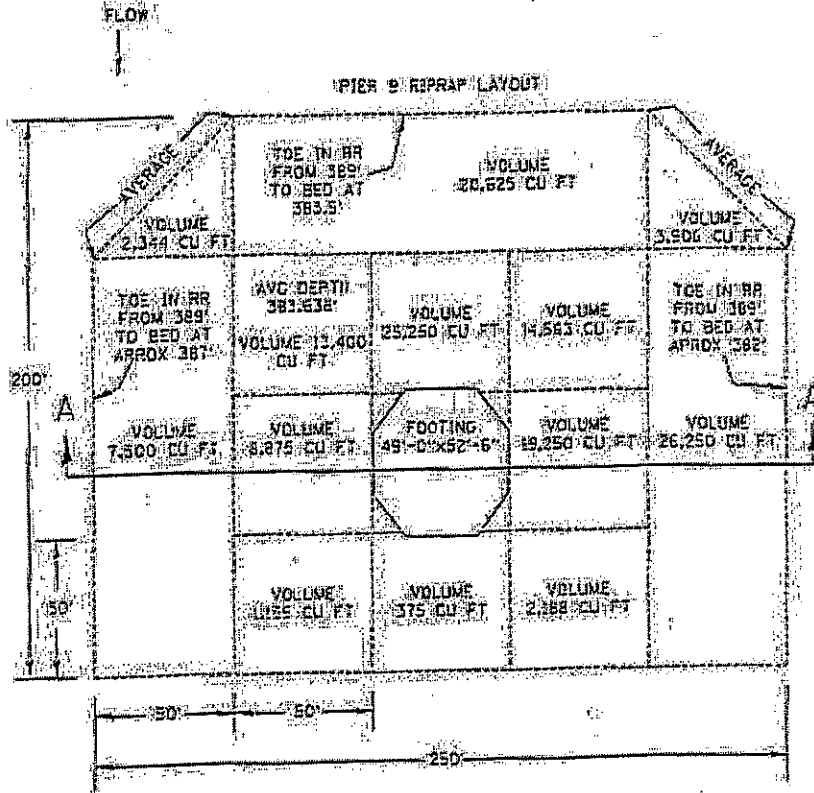 FLOW
PIER 9 RIPRAP LAYOUT
AVERAGE
TOE IN RR
FROM 389'
TO BED AT
383.5'
VOLUME
20,625 CU FT
AVERAGE
VOLUME
2,344 CU FT
VOLUME
3,906 CU FT
TOE IN RR
FROM 389'
TO BED AT
APROX 387'
AVG DEPTH
383.638'
VOLUME 13,400
CU FT
VOLUME
25,250 CU FT
VOLUME
14,563 CU FT
TOE IN RR
FROM 389'
TO BED AT
APROX 382'
200'
A
A
VOLUME
7,500 CU FT
VOLUME
8,875 CU FT
FOOTING
49'-0"X52'-6"
VOLUME
19,250 CU FT
VOLUME
26,250 CU FT
50'
VOLUME
CU FT
VOLUME
375 CU FT
VOLUME
2,188 CU FT
50'
50'
250'